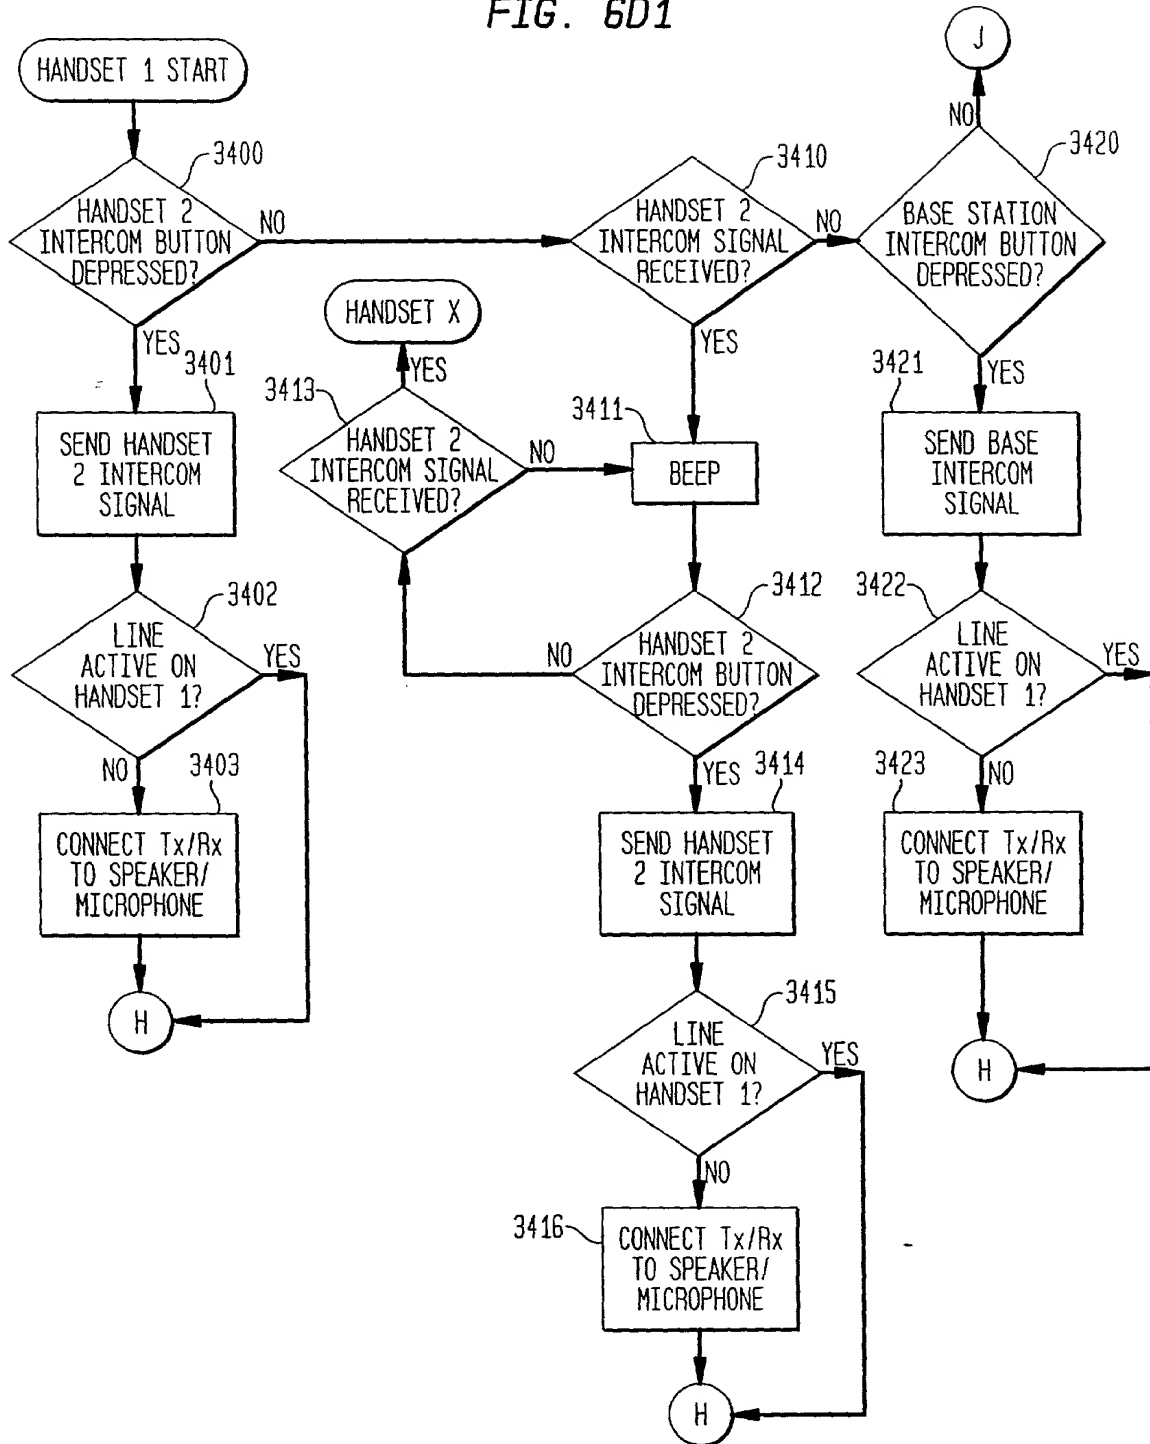 FIG. 6D1
HANDSET 1 START
3400
HANDSET 2
INTERCOM BUTTON
DEPRESSED?
NO
YES
3401
SEND HANDSET
2 INTERCOM
SIGNAL
3402
LINE
ACTIVE ON
HANDSET 1?
YES
NO
3403
CONNECT Tx/Rx
TO SPEAKER/
MICROPHONE
H
3410
HANDSET 2
INTERCOM SIGNAL
RECEIVED?
NO
YES
HANDSET X
YES
3413
HANDSET 2
INTERCOM SIGNAL
RECEIVED?
NO
3411
BEEP
3412
HANDSET 2
INTERCOM BUTTON
DEPRESSED?
NO
YES
3414
SEND HANDSET
2 INTERCOM
SIGNAL
3415
LINE
ACTIVE ON
HANDSET 1?
YES
NO
3416
CONNECT Tx/Rx
TO SPEAKER/
MICROPHONE
H
J
NO
3420
BASE STATION
INTERCOM BUTTON
DEPRESSED?
YES
3421
SEND BASE
INTERCOM
SIGNAL
3422
LINE
ACTIVE ON
HANDSET 1?
YES
NO
3423
CONNECT Tx/Rx
TO SPEAKER/
MICROPHONE
H